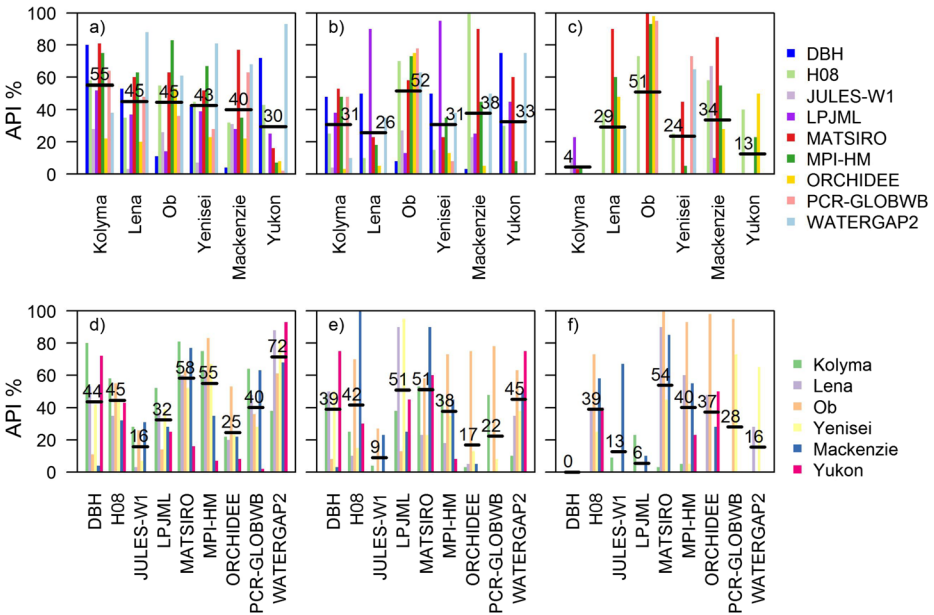 100
80
60
40
20
0
API %
a)
55
45
45
43
40
30
Kolyma
Lena
Ob
Yenisei
Mackenzie
Yukon
b)
31
26
52
31
38
33
Kolyma
Lena
Ob
Yenisei
Mackenzie
Yukon
c)
4
29
51
24
34
13
Kolyma
Lena
Ob
Yenisei
Mackenzie
Yukon
DBH
H08
JULES-W1
LPJML
MATSIRO
MPI-HM
ORCHIDEE
PCR-GLOBWB
WATERGAP2
100
80
60
40
20
0
API %
d)
44
45
16
32
58
55
25
40
72
DBH
H08
JULES-W1
LPJML
MATSIRO
MPI-HM
ORCHIDEE
PCR-GLOBWB
WATERGAP2
e)
39
42
9
51
51
38
17
22
45
DBH
H08
JULES-W1
LPJML
MATSIRO
MPI-HM
ORCHIDEE
PCR-GLOBWB
WATERGAP2
f)
0
39
13
6
54
40
37
28
16
DBH
H08
JULES-W1
LPJML
MATSIRO
MPI-HM
ORCHIDEE
PCR-GLOBWB
WATERGAP2
Kolyma
Lena
Ob
Yenisei
Mackenzie
Yukon